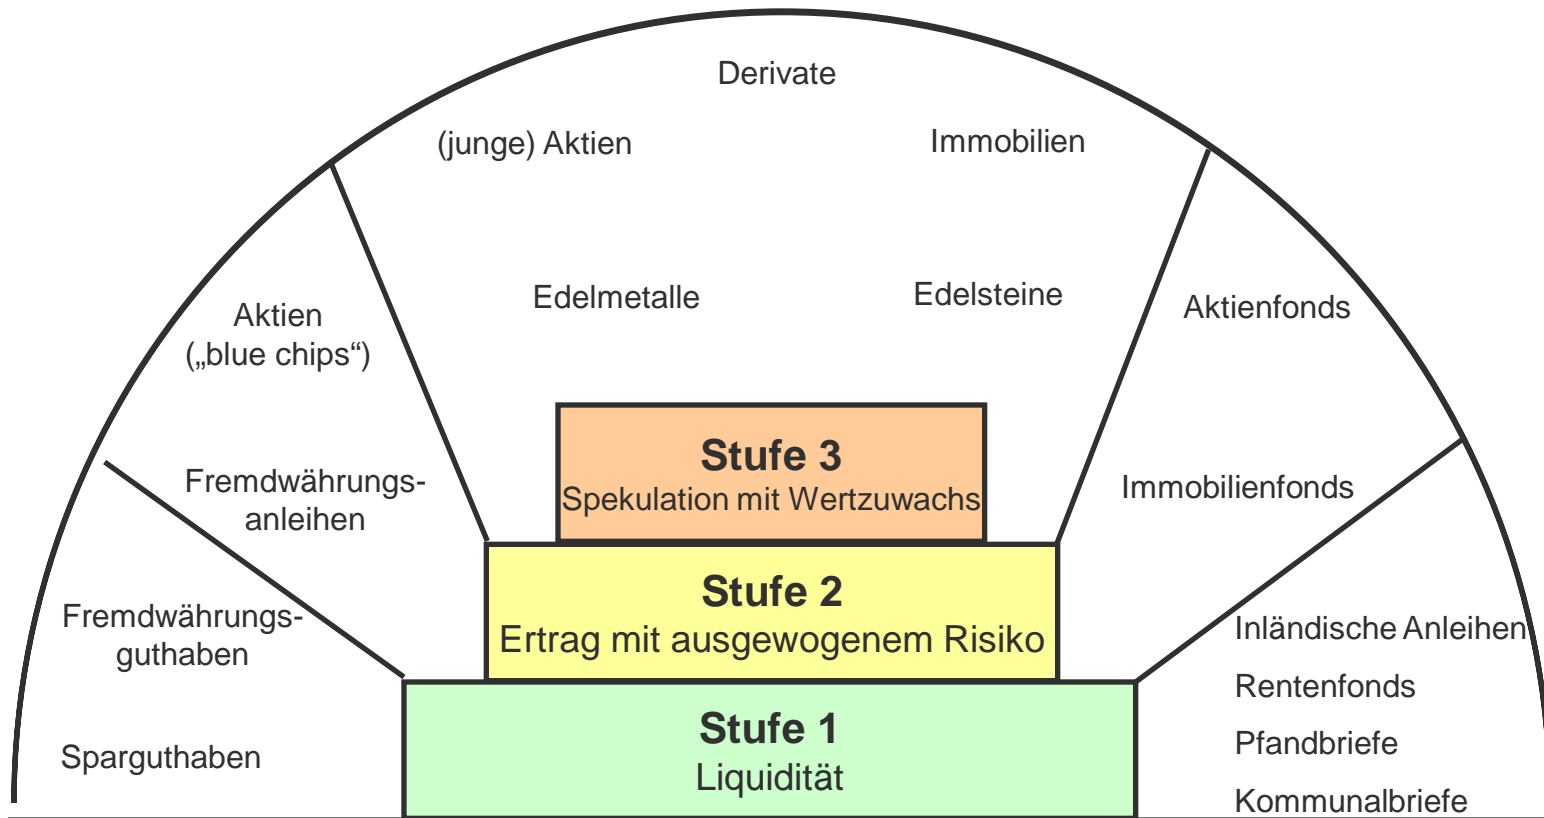 Derivate
(junge) Aktien
Immobilien
Edelmetalle
Edelsteine
Aktien
(„blue chips“)
Aktienfonds
Fremdwährungs-
anleihen
Immobilienfonds
Stufe 3
Spekulation mit Wertzuwachs
Stufe 2
Ertrag mit ausgewogenem Risiko
Fremdwährungs-
guthaben
Sparguthaben
Stufe 1
Liquidität
Inländische Anleihen
Rentenfonds
Pfandbriefe
Kommunalbriefe